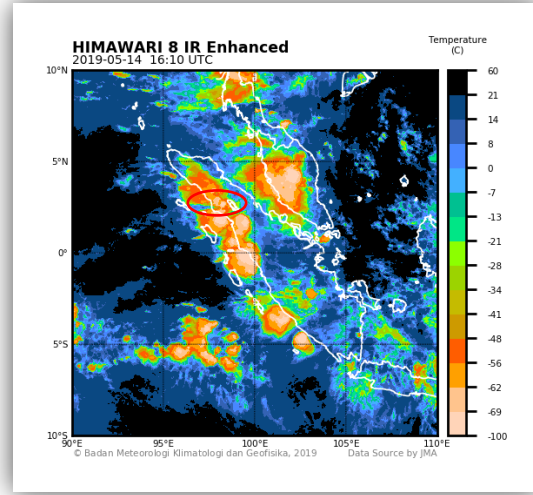 HIMAWARI 8 IR Enhanced
2019-05-14 16:10 UTC
Temperature
(C)
10°N
5°N
0°
5°S
10°S
90°E
95°E
100°E
105°E
110°E
60
21
14
8
0
-7
-13
-21
-28
-34
-41
-48
-56
-62
-69
-100
© Badan Meteorologi Klimatologi dan Geofisika, 2019
Data Source by JMA